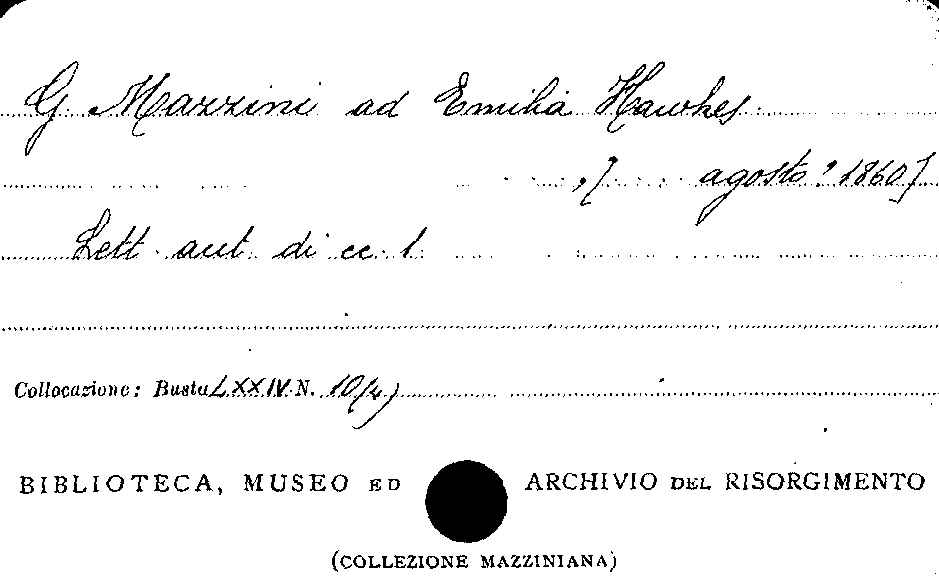 G. Mazzini ad Emilia Hawkes.
, [ agosto? 1860]
Lett. aut. di cc. 1.
Collocazione: Busta LXXIV N. 10(4)
BIBLIOTECA, MUSEO ED ARCHIVIO DEL RISORGIMENTO
(COLLEZIONE MAZZINIANA)